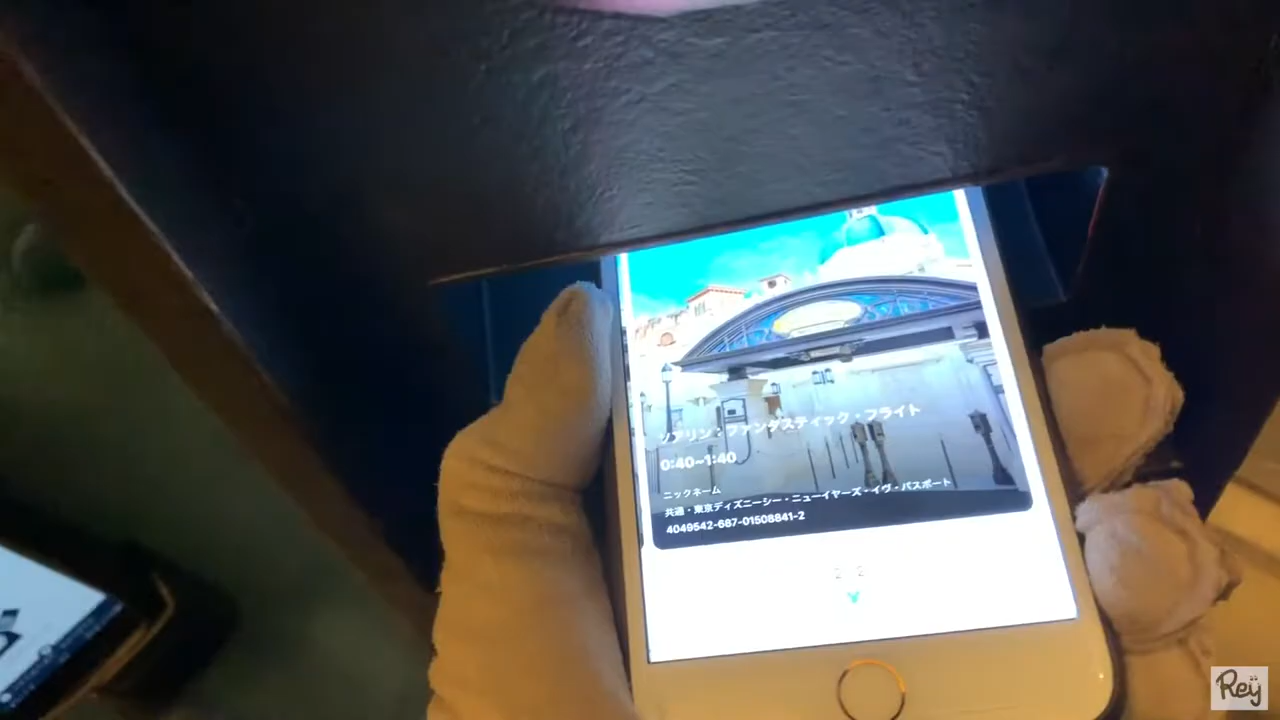 ソアリン・ファンタスティック・フライト
0:40~1:40
ニックネーム
共通・東京ディズニーシー・ニューイヤーズ・イヴ・パスポート
4049542-687-01508841-2
2 2
Rey